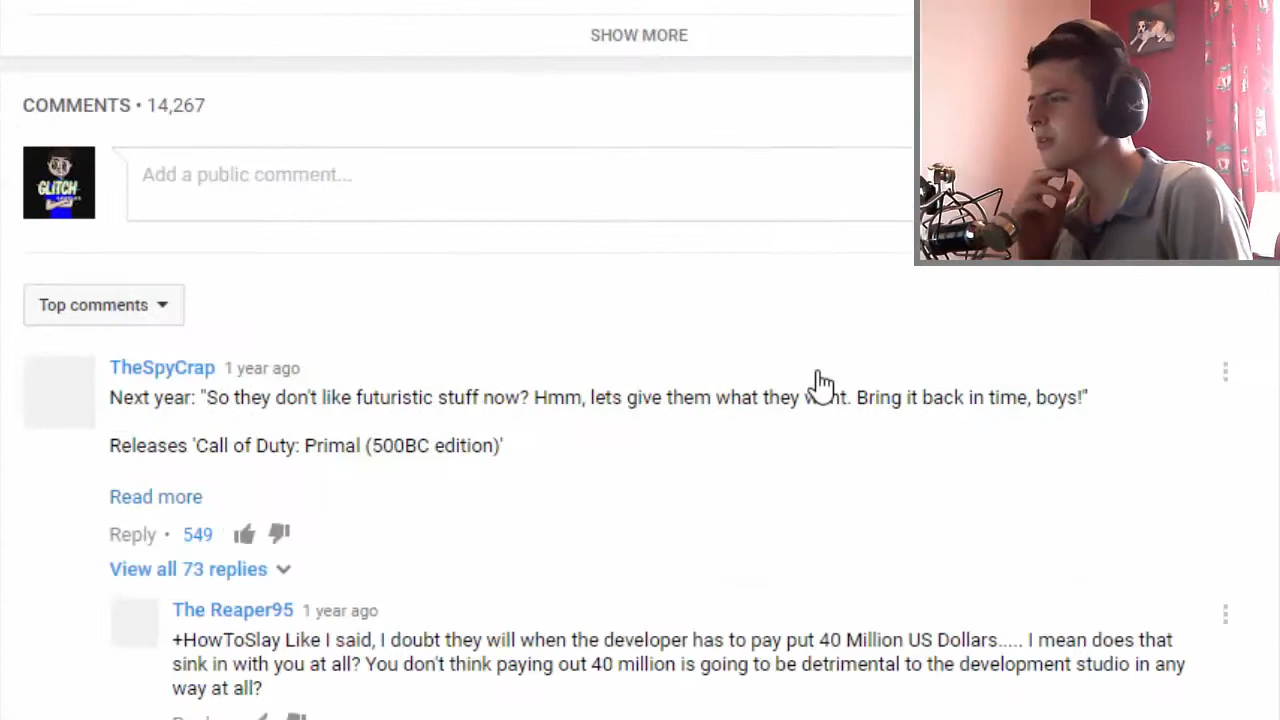 SHOW MORE
COMMENTS • 14,267
GLITCH
Add a public comment...
Top comments
TheSpyCrap 1 year ago
Next year: "So they don't like futuristic stuff now? Hmm, lets give them what they want. Bring it back in time, boys!"
Releases 'Call of Duty: Primal (500BC edition)'
Read more
Reply • 549
View all 73 replies
The Reaper95 1 year ago
+HowToSlay Like I said, I doubt they will when the developer has to pay put 40 Million US Dollars..... I mean does that
sink in with you at all? You don't think paying out 40 million is going to be detrimental to the development studio in any
way at all?